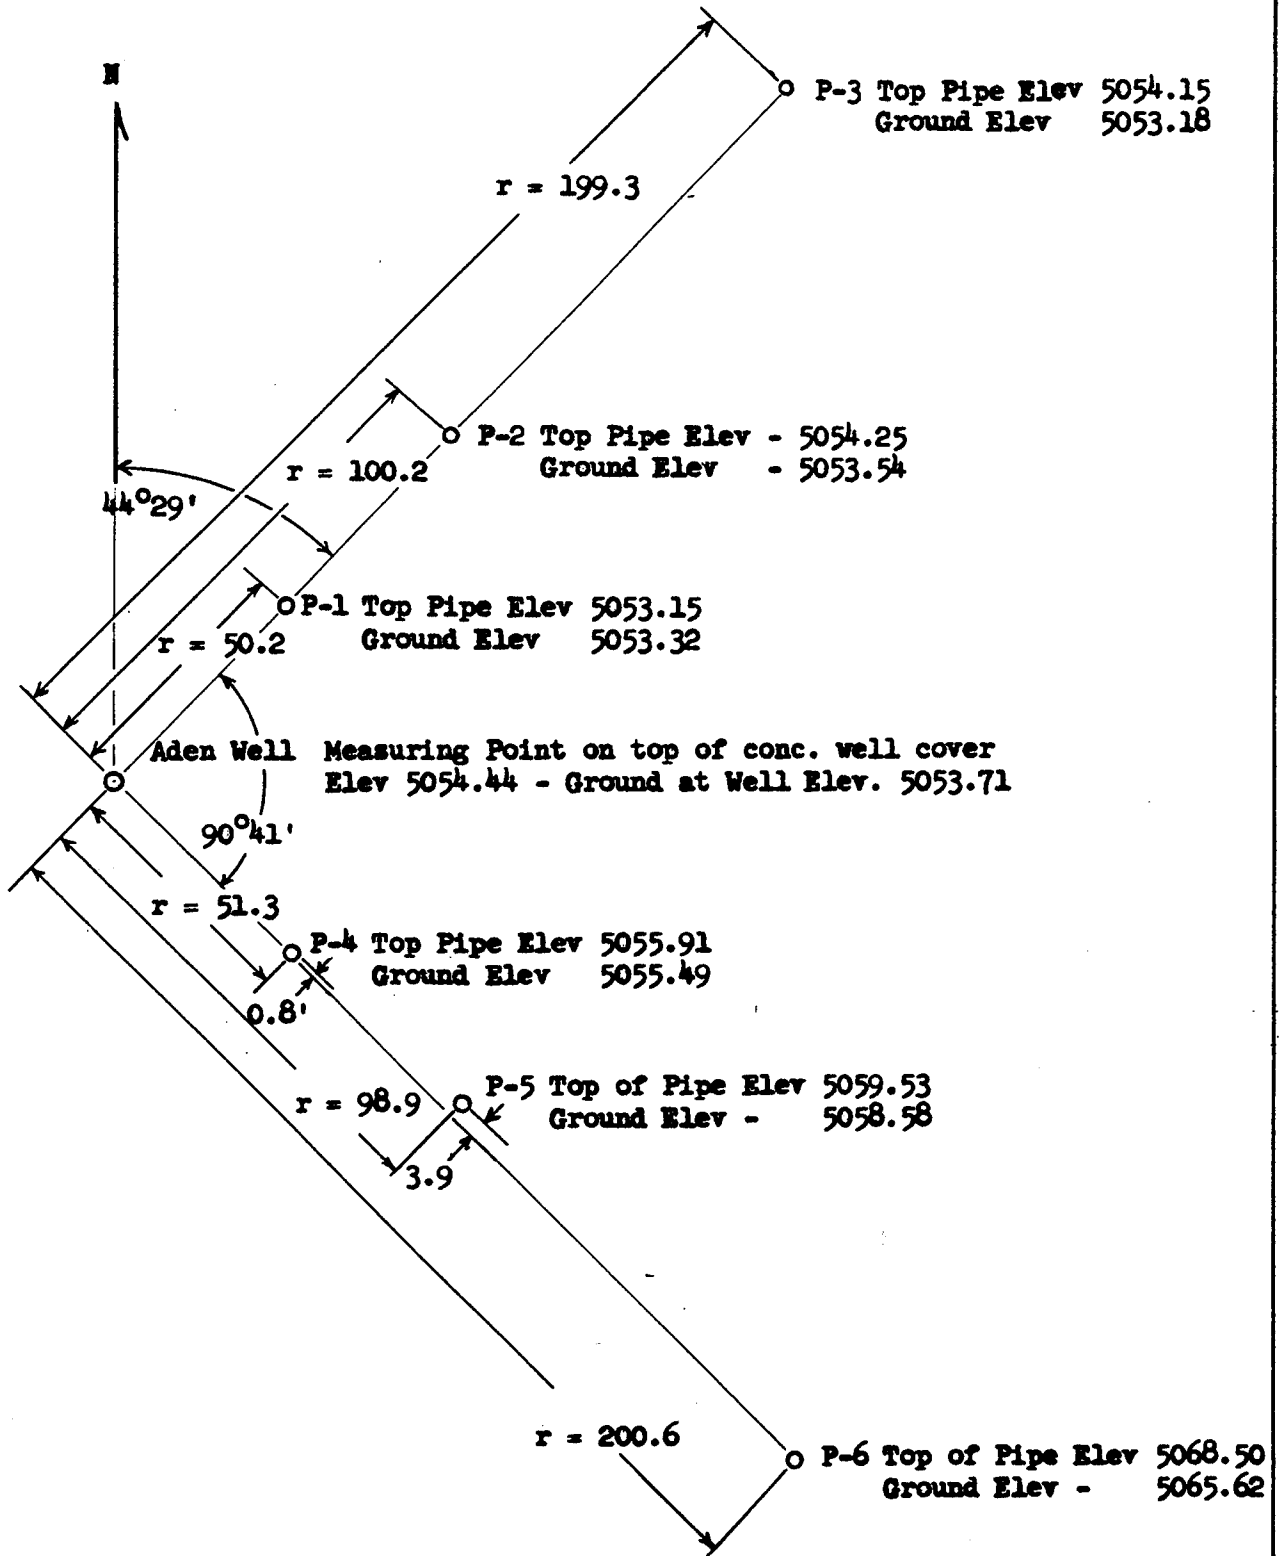 N
P-3 Top Pipe Elev 5054.15
Ground Elev 5053.18
r = 199.3
P-2 Top Pipe Elev - 5054.25
Ground Elev - 5053.54
r = 100.2
44°29'
P-1 Top Pipe Elev 5053.15
Ground Elev 5053.32
r = 50.2
Aden Well Measuring Point on top of conc. well cover
Elev 5054.44 - Ground at Well Elev. 5053.71
90°41'
r = 51.3
P-4 Top Pipe Elev 5055.91
Ground Elev 5055.49
0.8'
P-5 Top of Pipe Elev 5059.53
Ground Elev - 5058.58
r = 98.9
3.9
r = 200.6
P-6 Top of Pipe Elev 5068.50
Ground Elev - 5065.62